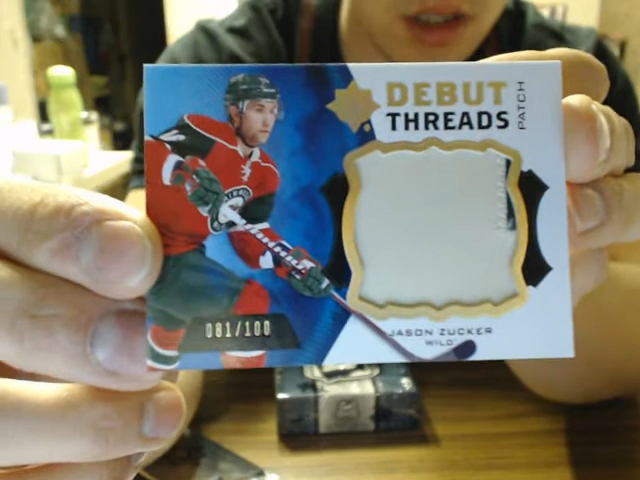 DEBUT
THREADS
PATCH
081/100
JASON ZUCKER
WILD